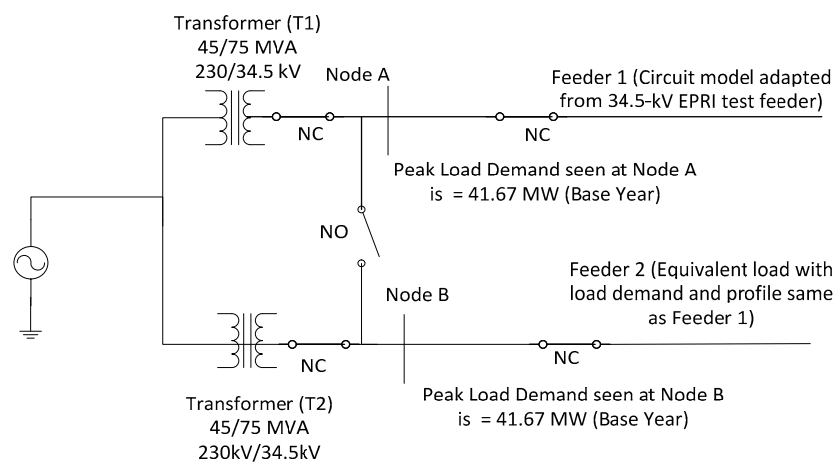 Transformer (T1)
45/75 MVA
230/34.5 kV
Node A
Feeder 1 (Circuit model adapted
from 34.5-kV EPRI test feeder)
NC
NC
Peak Load Demand seen at Node A
is = 41.67 MW (Base Year)
NO
Feeder 2 (Equivalent load with
load demand and profile same
as Feeder 1)
Node B
NC
NC
Transformer (T2)
45/75 MVA
230kV/34.5kV
Peak Load Demand seen at Node B
is = 41.67 MW (Base Year)